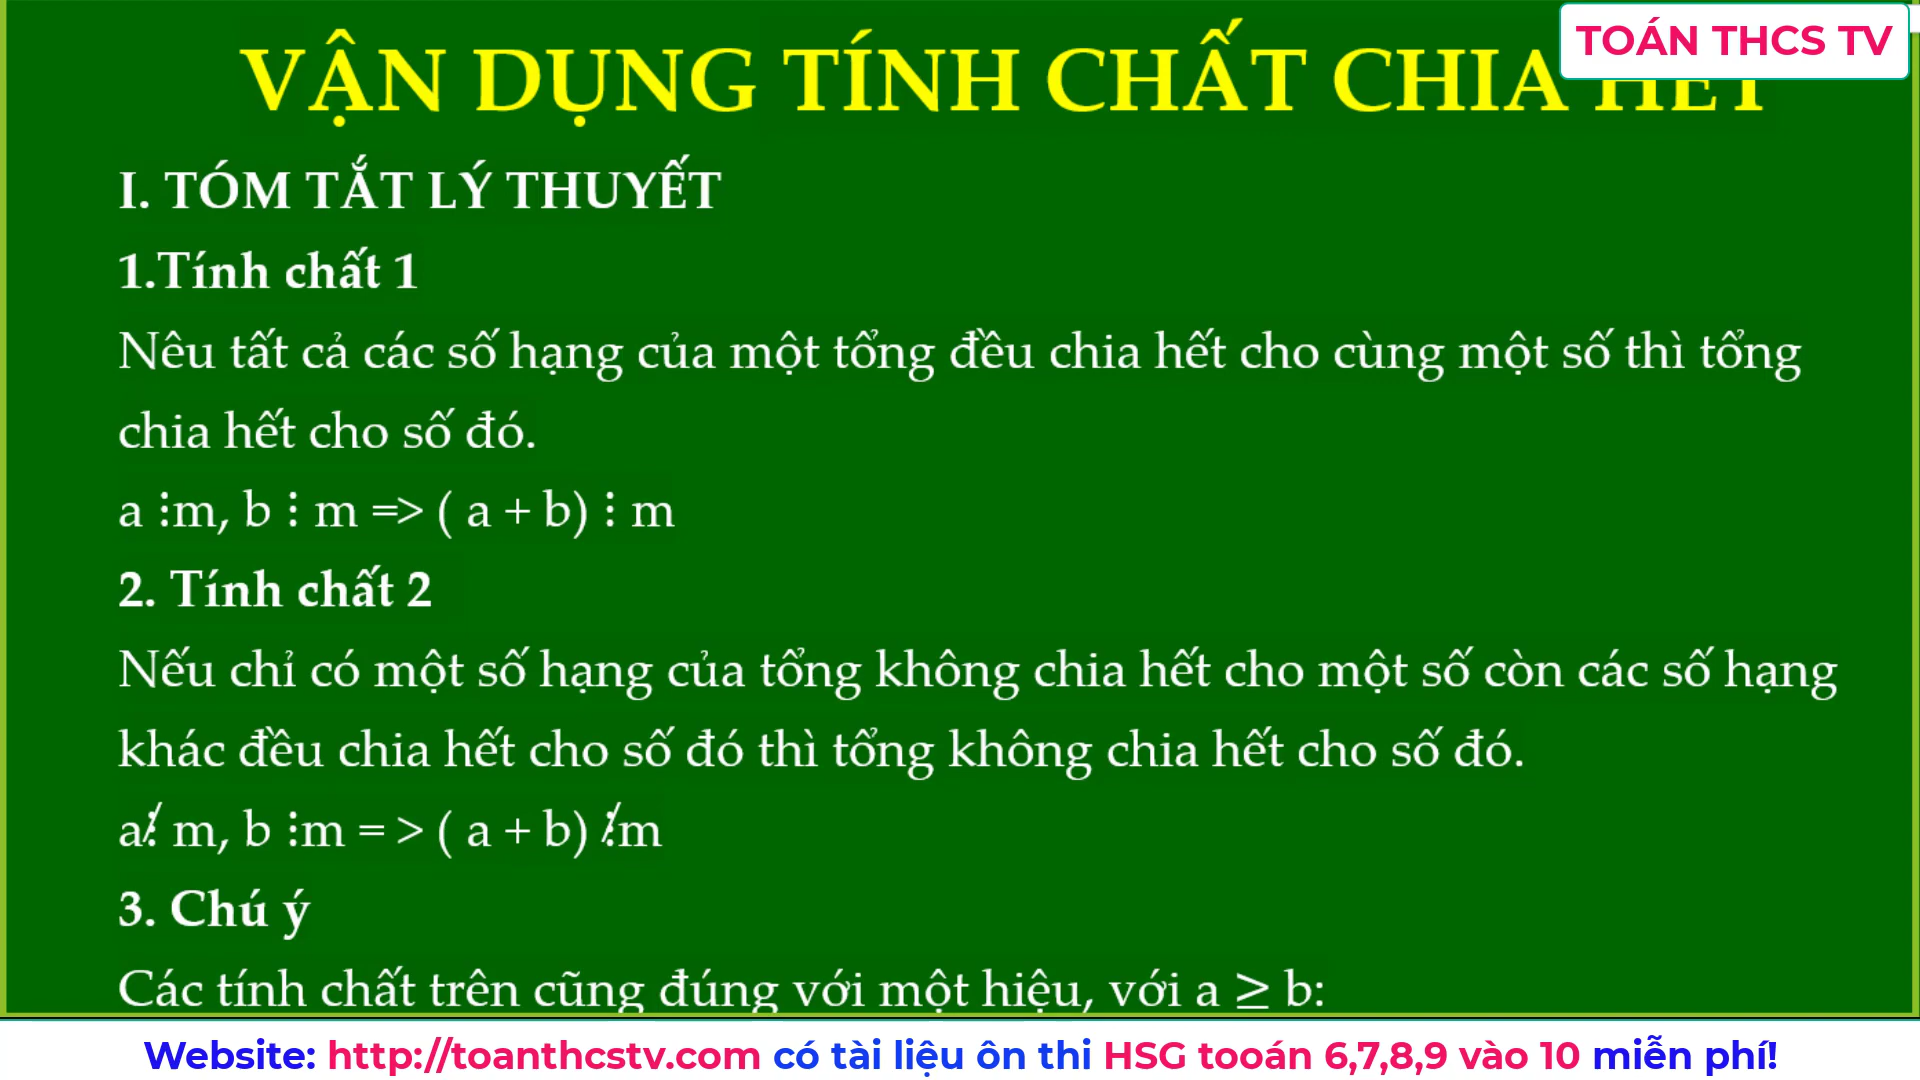 TOÁN THCS TV
VẬN DỤNG TÍNH CHẤT CHIA HẾT
I. TÓM TẮT LÝ THUYẾT
1.Tính chất 1
Nêu tất cả các số hạng của một tổng đều chia hết cho cùng một số thì tổng
chia hết cho số đó.
a ⋮m, b ⋮ m => ( a + b) ⋮ m
2. Tính chất 2
Nếu chỉ có một số hạng của tổng không chia hết cho một số còn các số hạng
khác đều chia hết cho số đó thì tổng không chia hết cho số đó.
a⋮̸ m, b ⋮m = > ( a + b) ⋮̸m
3. Chú ý
Các tính chất trên cũng đúng với một hiệu, với a ≥ b:
Website: http://toanthcstv.com có tài liệu ôn thi HSG tooán 6,7,8,9 vào 10 miễn phí!